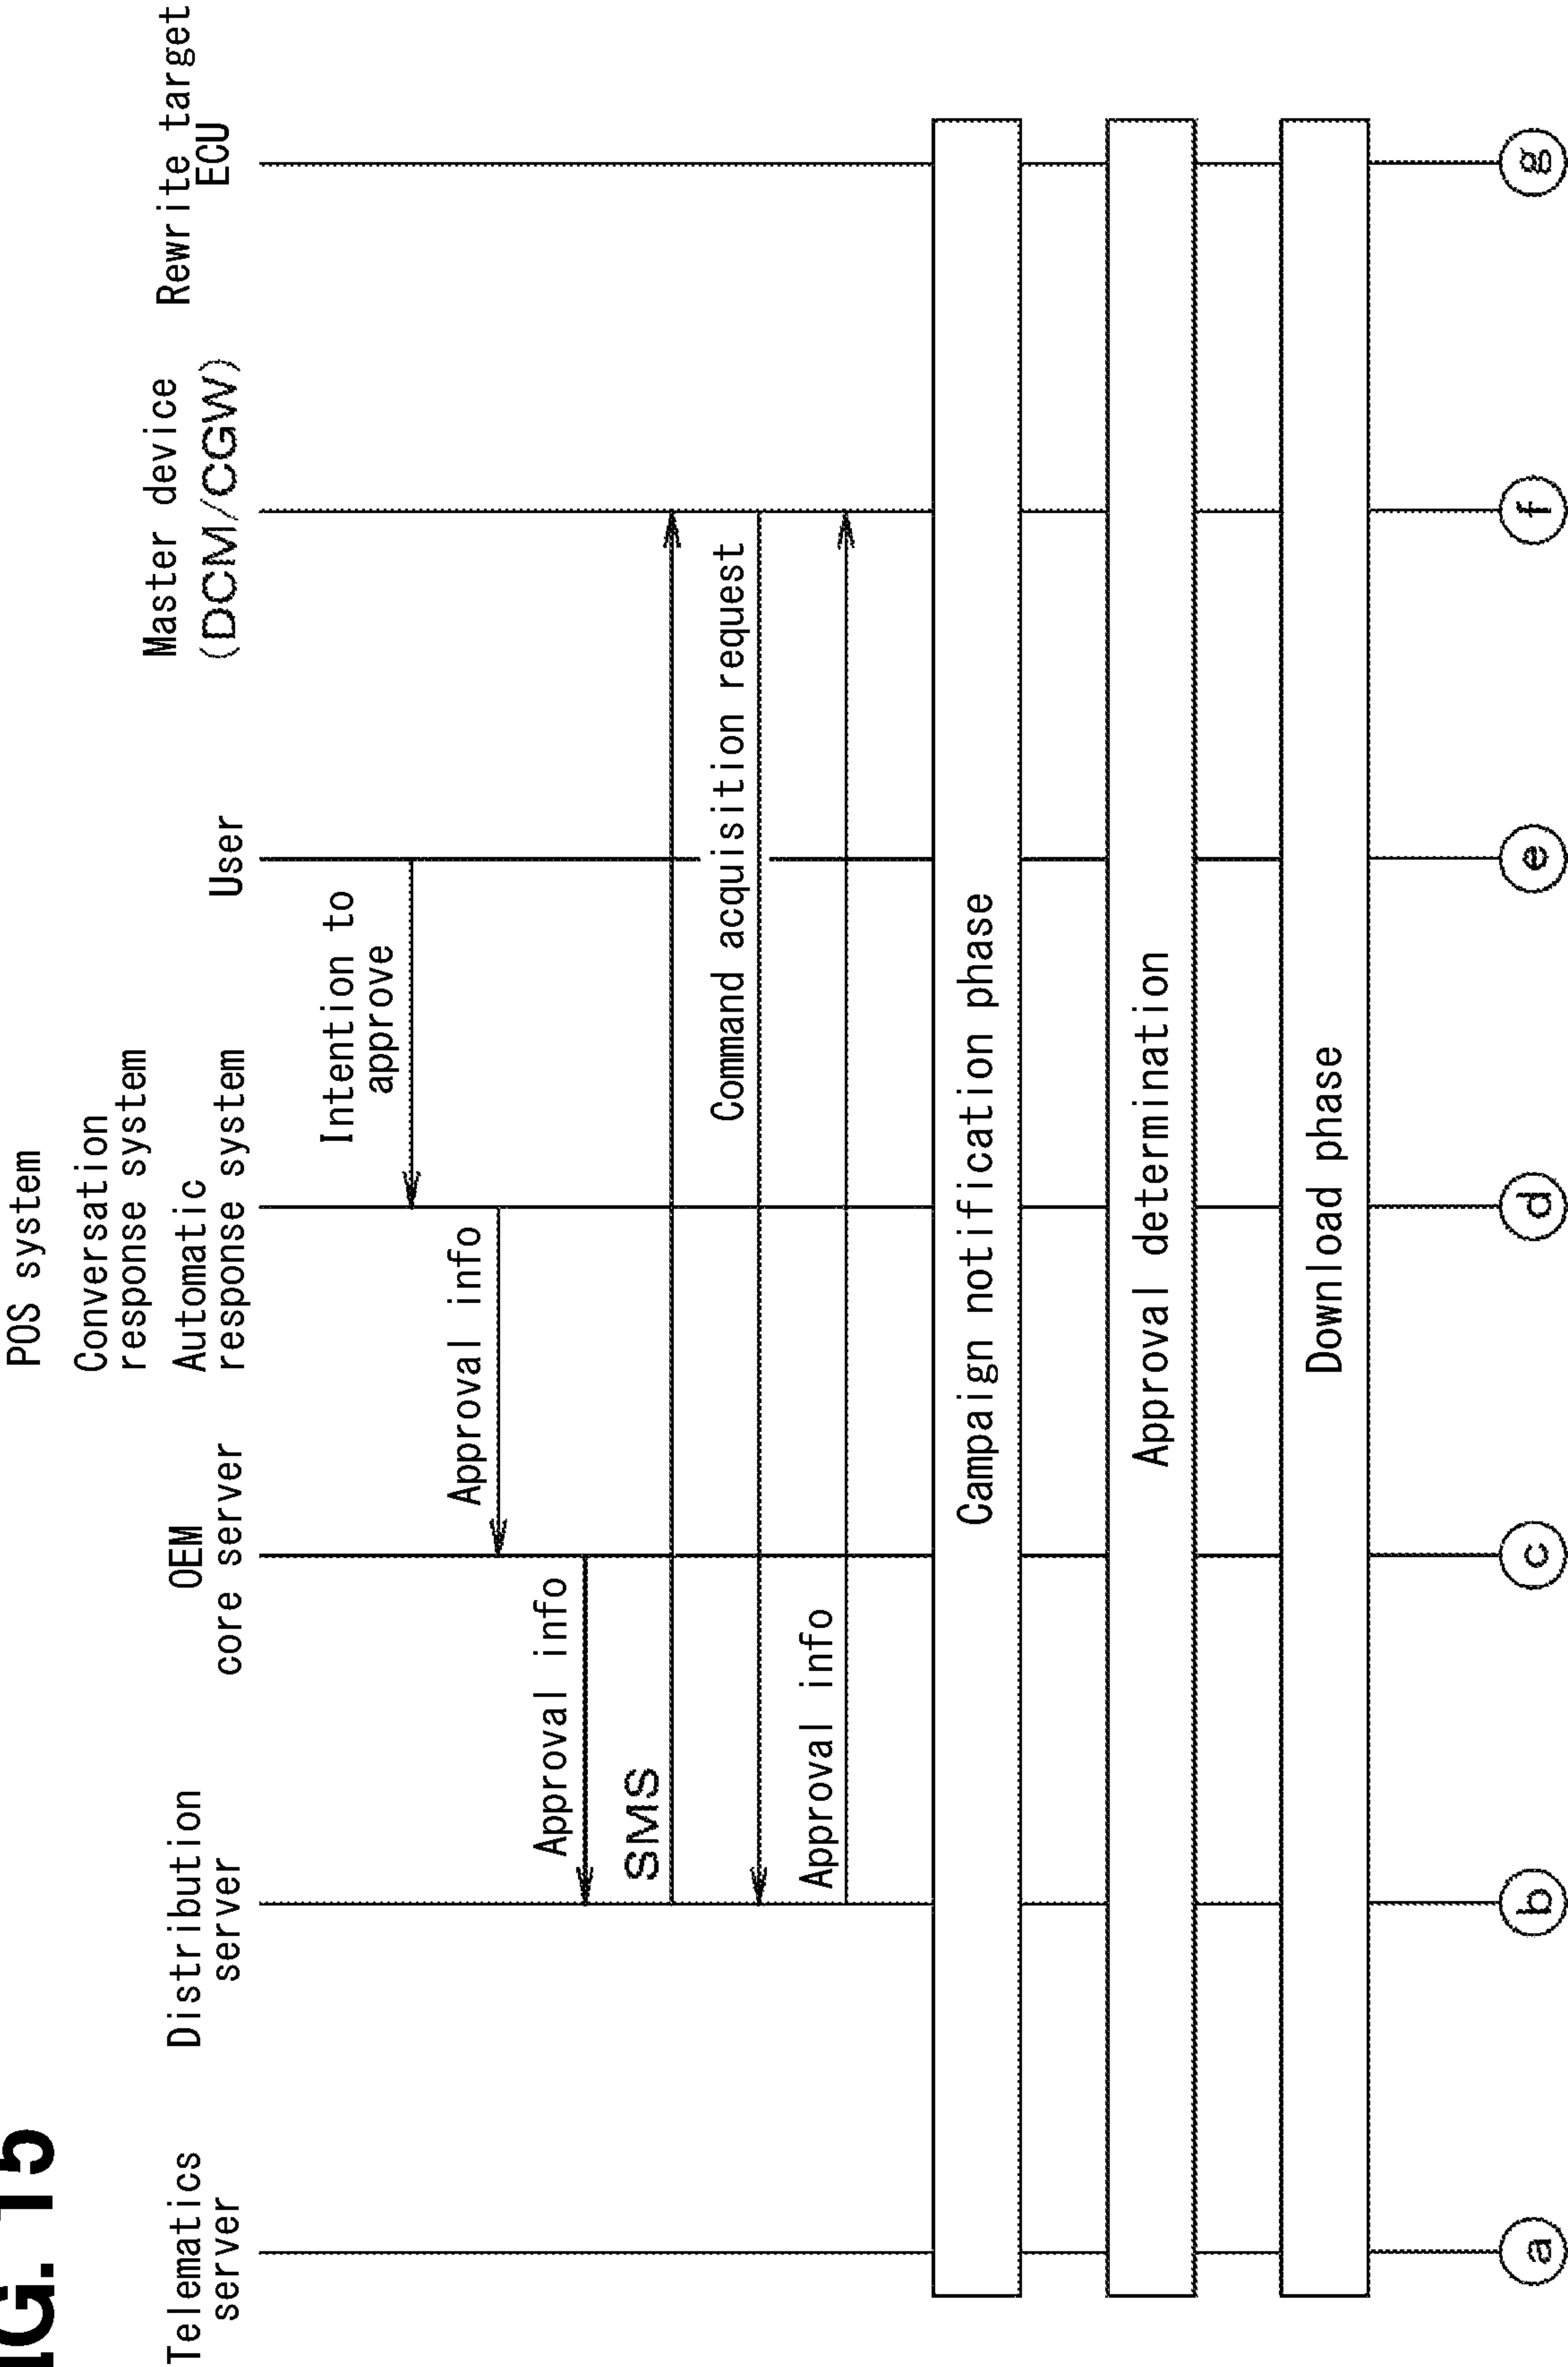 IG. 15
Telematics
server
Distribution
server
OEM
core server
POS system
Conversation
response system
Automatic
response system
User
Master device
(DCM/CGW)
Rewrite target
ECU
Intention to
approve
Approval info
Approval info
SMS
Command acquisition request
Approval info
Campaign notification phase
Approval determination
Download phase
a
b
c
d
e
f
g